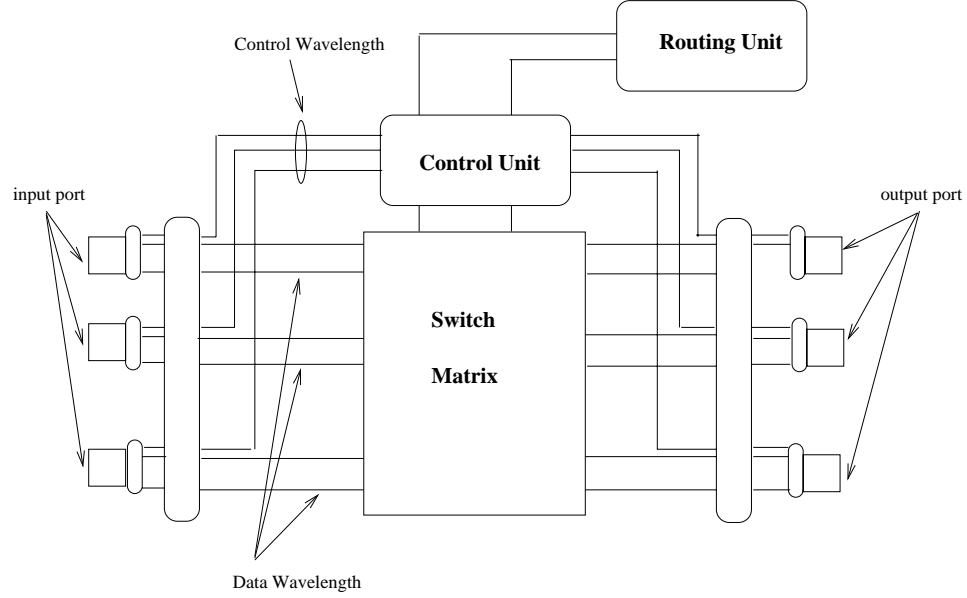 Control Wavelength
Routing Unit
Control Unit
input port
output port
Switch
Matrix
Data Wavelength